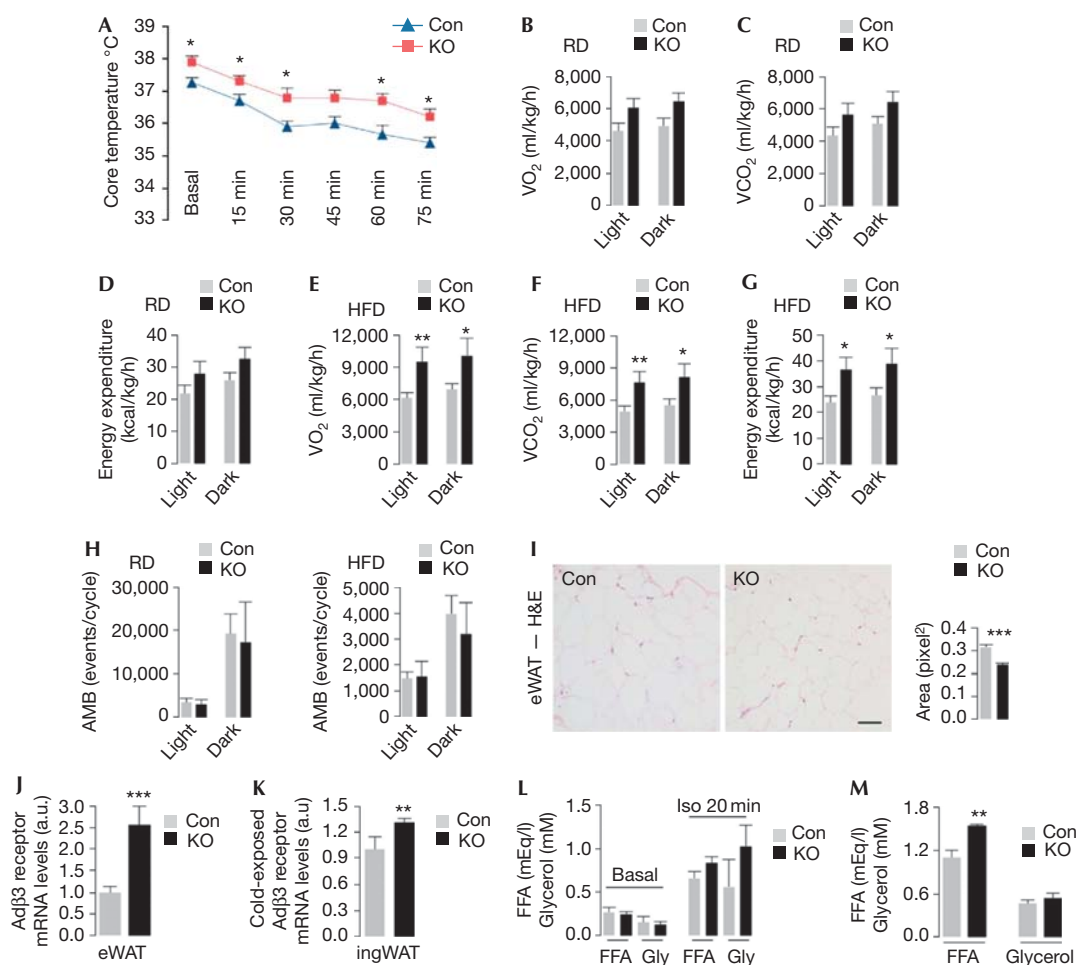 A
Con
KO
Core temperature °C
39
38
37
36
35
34
33
*
*
*
*
*
Basal
15 min
30 min
45 min
60 min
75 min
B
RD
Con
KO
VO2 (ml/kg/h)
8,000
6,000
4,000
2,000
0
Light
Dark
C
RD
Con
KO
VCO2 (ml/kg/h)
8,000
6,000
4,000
2,000
0
Light
Dark
D
RD
Con
KO
Energy expenditure
(kcal/kg/h)
40
30
20
10
0
Light
Dark
E
HFD
Con
KO
VO2 (ml/kg/h)
12,000
9,000
6,000
3,000
0
**
*
Light
Dark
F
HFD
Con
KO
VCO2 (ml/kg/h)
12,000
9,000
6,000
3,000
0
**
*
Light
Dark
G
HFD
Con
KO
Energy expenditure
(kcal/kg/h)
50
40
30
20
10
0
*
*
Light
Dark
H
RD
Con
KO
AMB (events/cycle)
30,000
20,000
10,000
0
Light
Dark
HFD
Con
KO
AMB (events/cycle)
5,000
4,000
3,000
2,000
1,000
0
Light
Dark
I
eWAT – H&E
Con
KO
Con
KO
Area (pixel²)
0.4
0.3
0.2
0.1
0.0
***
J
Adβ3 receptor
mRNA levels (a.u.)
3.0
2.5
2.0
1.5
1.0
0.5
0.0
***
Con
KO
eWAT
K
Cold-exposed
Adβ3 receptor
mRNA levels (a.u)
1.5
1.2
0.9
0.6
0.3
0.0
**
Con
KO
ingWAT
L
FFA (mEq/l)
Glycerol (mM)
1.5
1.0
0.5
0.0
Basal
Iso 20 min
Con
KO
FFA
Gly
FFA
Gly
M
FFA (mEq/l)
Glycerol (mM)
1.8
1.2
0.6
0.0
**
Con
KO
FFA
Glycerol